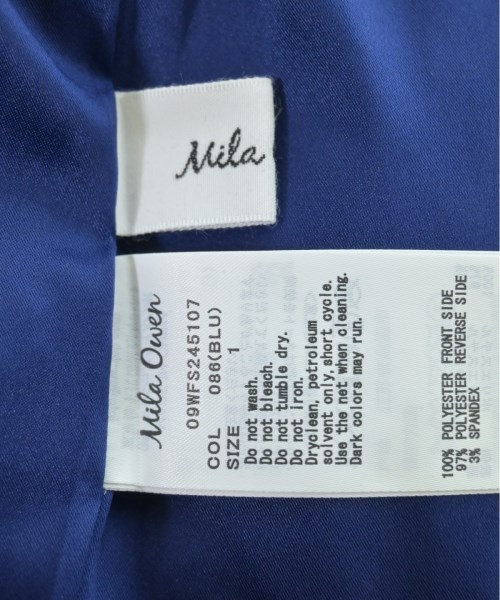 Mila
Mila Owen
09WFS245107
COL 086(BLU)
SIZE 1
Do not wash.
Do not bleach.
Do not tumble dry.
Do not iron.
Dryclean, petroleum
solvent only,short cycle.
Use the net when cleaning.
Dark colors may run.
100% POLYESTER FRONT SIDE
97% POLYESTER REVERSE SIDE
3% SPANDEX